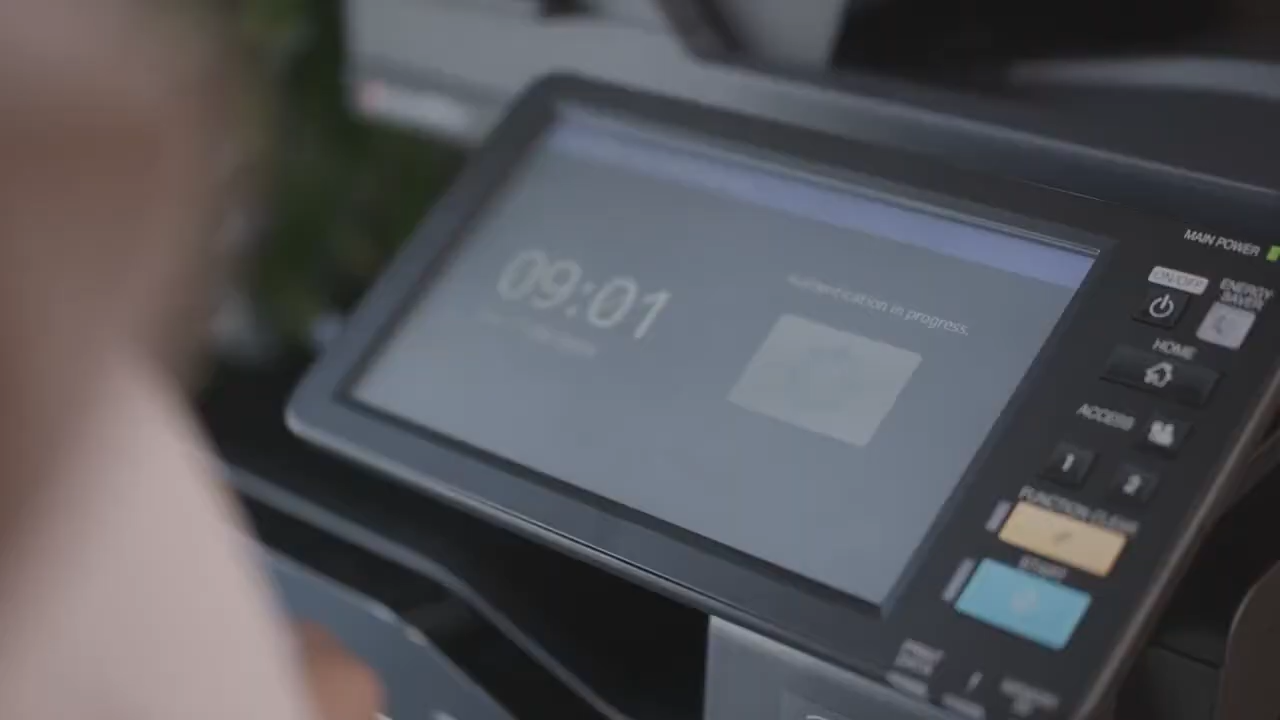 09:01
Authentication in progress.
MAIN POWER
ON/OFF
ENERGY
SAVER
HOME
ACCESS
1
2
FUNCTION CLEAR
START